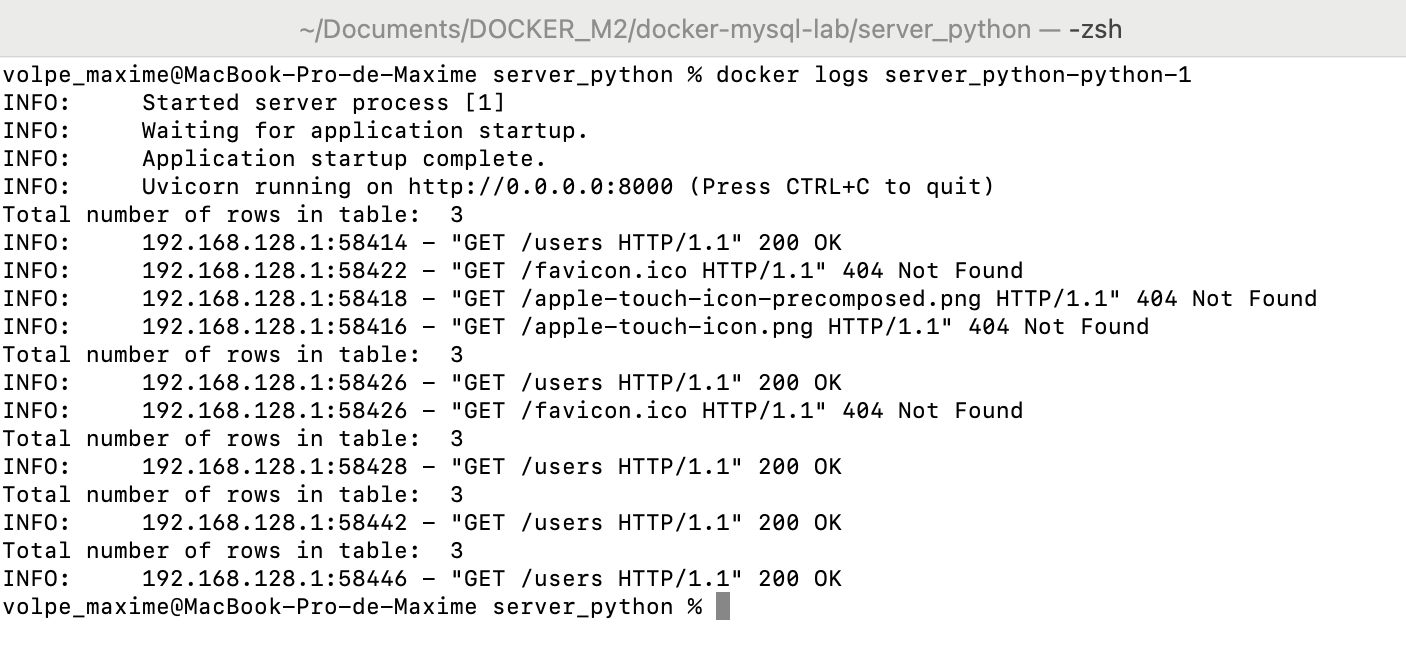 ~/Documents/DOCKER_M2/docker-mysql-lab/server_python — -zsh
volpe_maxime@MacBook-Pro-de-Maxime server_python % docker logs server_python-python-1
INFO:     Started server process [1]
INFO:     Waiting for application startup.
INFO:     Application startup complete.
INFO:     Uvicorn running on http://0.0.0.0:8000 (Press CTRL+C to quit)
Total number of rows in table:  3
INFO:     192.168.128.1:58414 - "GET /users HTTP/1.1" 200 OK
INFO:     192.168.128.1:58422 - "GET /favicon.ico HTTP/1.1" 404 Not Found
INFO:     192.168.128.1:58418 - "GET /apple-touch-icon-precomposed.png HTTP/1.1" 404 Not Found
INFO:     192.168.128.1:58416 - "GET /apple-touch-icon.png HTTP/1.1" 404 Not Found
Total number of rows in table:  3
INFO:     192.168.128.1:58426 - "GET /users HTTP/1.1" 200 OK
INFO:     192.168.128.1:58426 - "GET /favicon.ico HTTP/1.1" 404 Not Found
Total number of rows in table:  3
INFO:     192.168.128.1:58428 - "GET /users HTTP/1.1" 200 OK
Total number of rows in table:  3
INFO:     192.168.128.1:58442 - "GET /users HTTP/1.1" 200 OK
Total number of rows in table:  3
INFO:     192.168.128.1:58446 - "GET /users HTTP/1.1" 200 OK
volpe_maxime@MacBook-Pro-de-Maxime server_python %